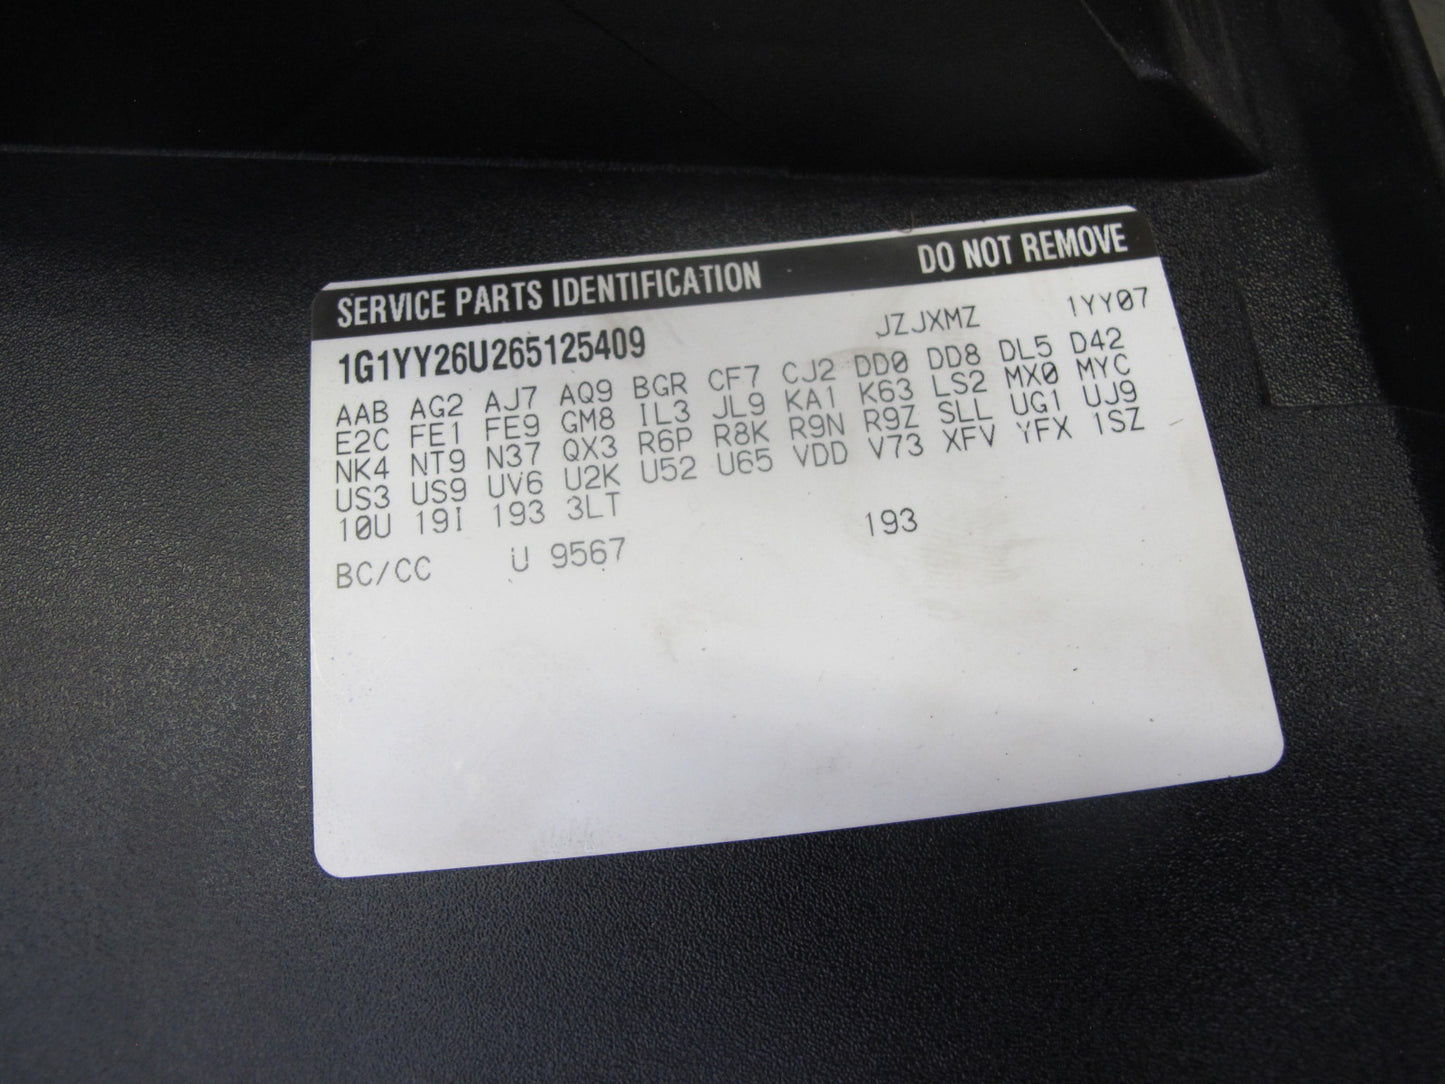 SERVICE PARTS IDENTIFICATION DO NOT REMOVE
1G1YY26U265125409 JZJXMZ 1YY07
AAB AG2 AJ7 AQ9 BGR CF7 CJ2 DD0 DD8 DL5 D42
E2C FE1 FE9 GM8 IL3 JL9 KA1 K63 LS2 MX0 MYC
NK4 NT9 N37 QX3 R6P R8K R9N R9Z SLL UG1 UJ9
US3 US9 UV6 U2K U52 U65 VDD V73 XFV YFX 1SZ
10U 19I 193 3LT
BC/CC U 9567 193